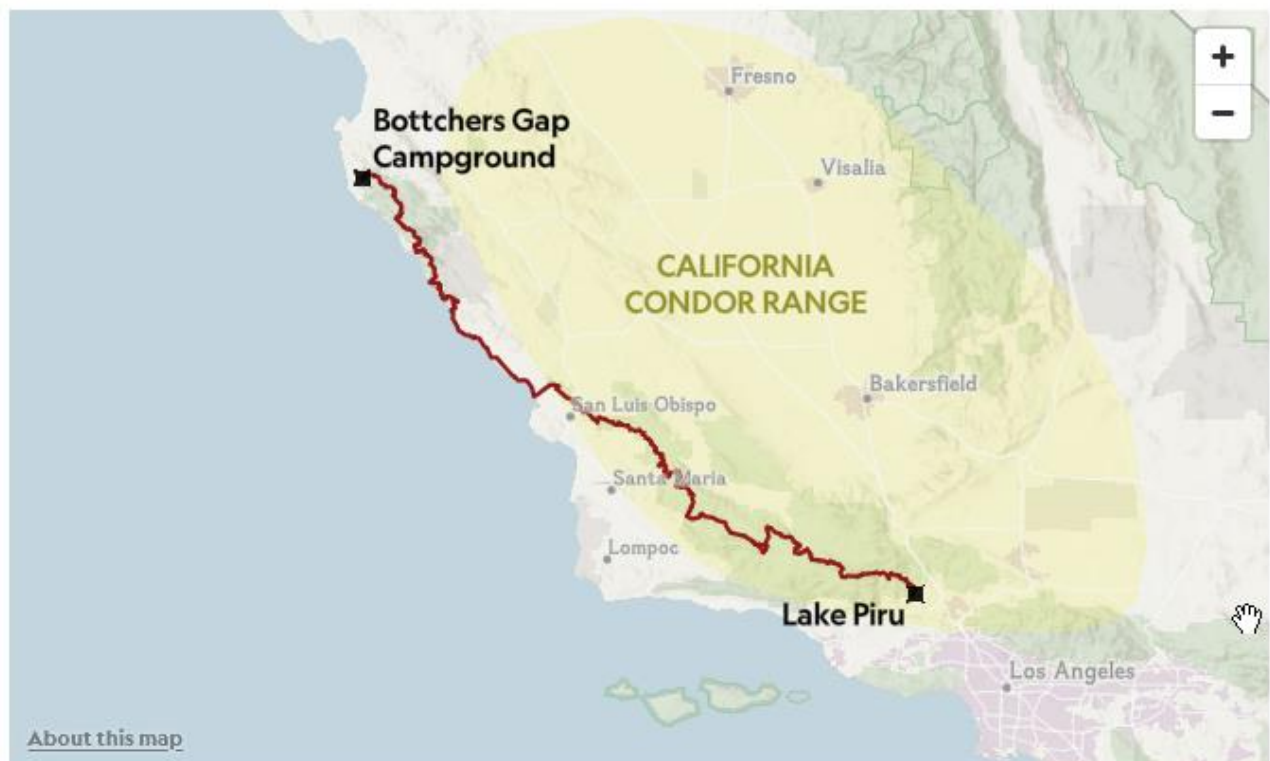 Fresno
Bottchers Gap
Campground
Visalia
CALIFORNIA
CONDOR RANGE
Bakersfield
San Luis Obispo
Santa Maria
Lompoc
Lake Piru
Los Angeles
About this map
+
−